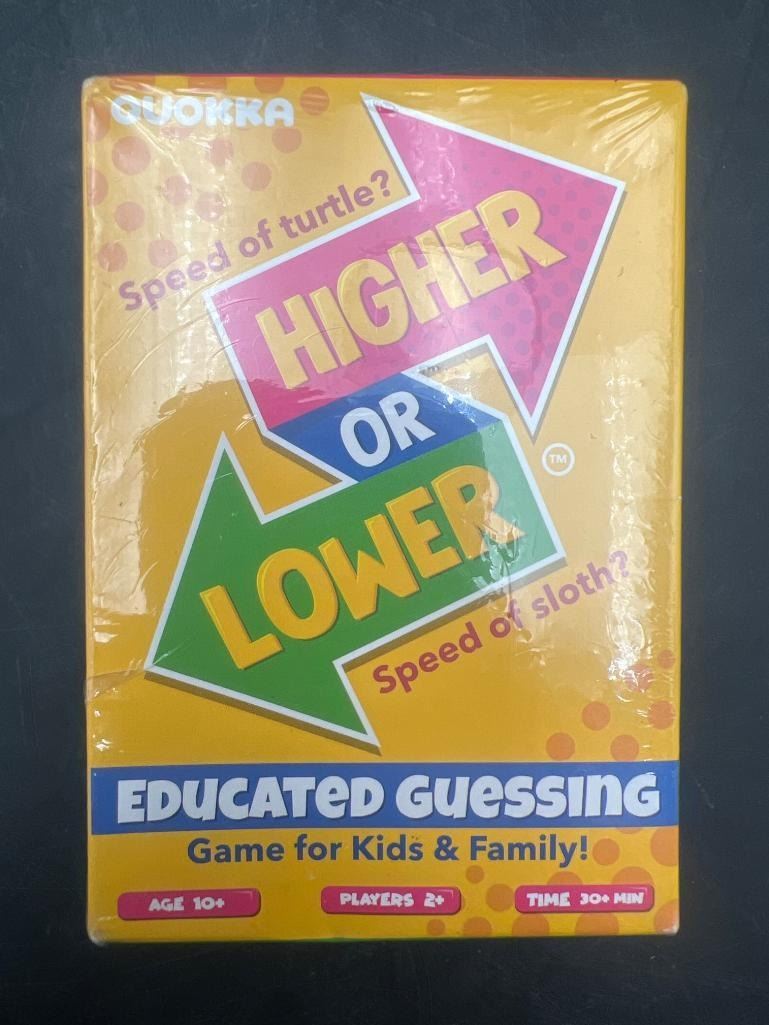 QUOKKA
Speed of turtle?
HIGHER
OR
LOWER
TM
Speed of sloth?
EDUCATED GUESSING
Game for Kids & Family!
AGE 10+
PLAYERS 2+
TIME 30+ MIN